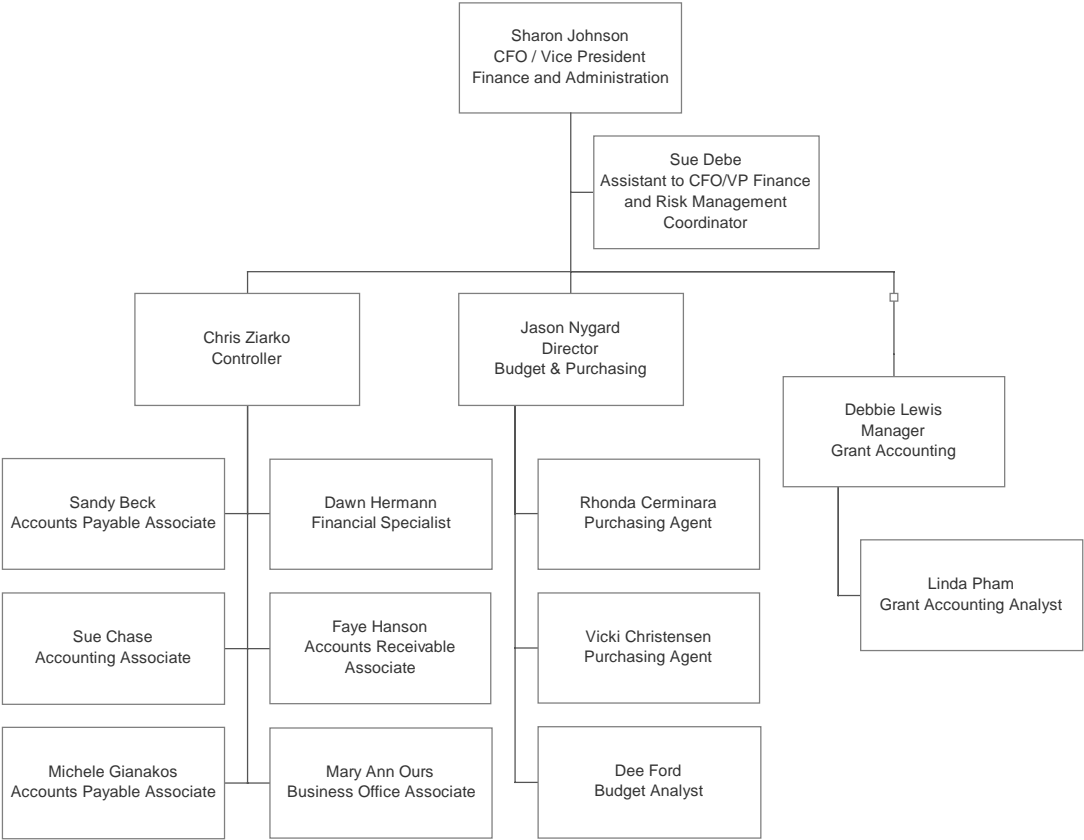 Sharon Johnson
CFO / Vice President
Finance and Administration
Sue Debe
Assistant to CFO/VP Finance
and Risk Management
Coordinator
Chris Ziarko
Controller
Jason Nygard
Director
Budget & Purchasing
Debbie Lewis
Manager
Grant Accounting
Sandy Beck
Accounts Payable Associate
Dawn Hermann
Financial Specialist
Rhonda Cerminara
Purchasing Agent
Linda Pham
Grant Accounting Analyst
Sue Chase
Accounting Associate
Faye Hanson
Accounts Receivable
Associate
Vicki Christensen
Purchasing Agent
Michele Gianakos
Accounts Payable Associate
Mary Ann Ours
Business Office Associate
Dee Ford
Budget Analyst